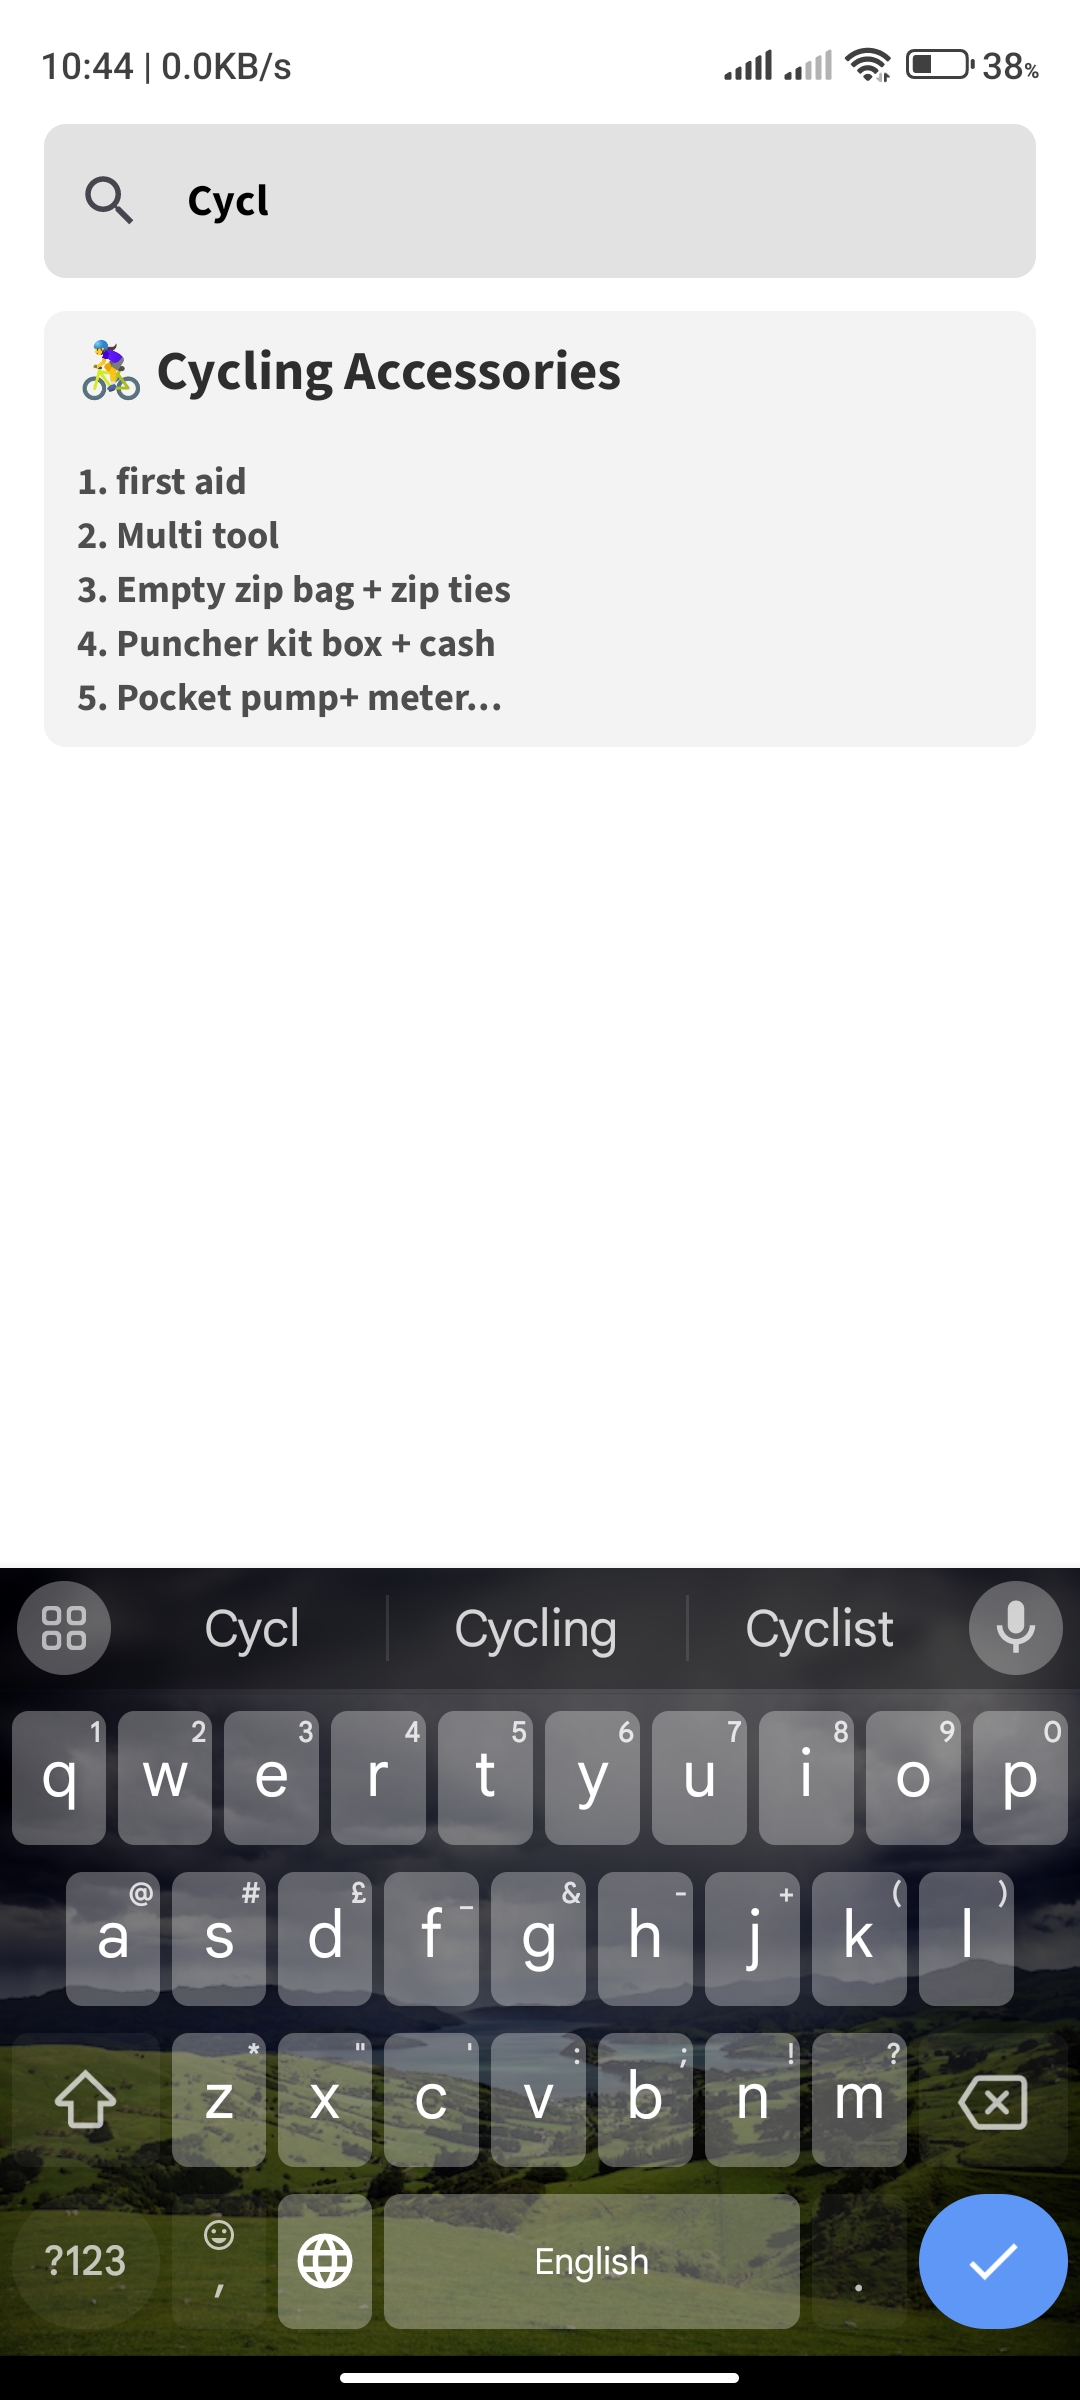 10:44 | 0.0KB/s 38%
Cycl
🚴‍♀️ Cycling Accessories
1. first aid
2. Multi tool
3. Empty zip bag + zip ties
4. Puncher kit box + cash
5. Pocket pump+ meter...
Cycl Cycling Cyclist
1 2 3 4 5 6 7 8 9 0
q w e r t y u i o p
@ # £ _ & - + ( )
a s d f g h j k l
* " ' : ; ! ?
z x c v b n m
?123 , English .